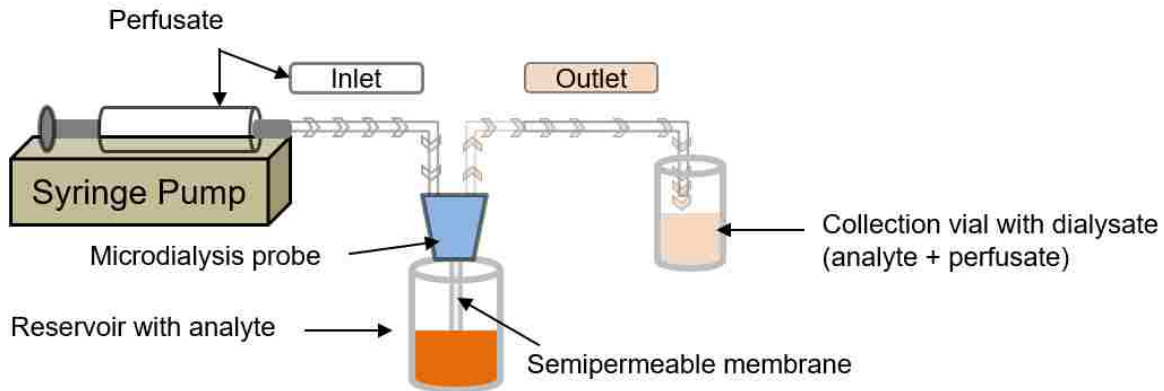 Perfusate
Inlet
Outlet
Syringe Pump
Microdialysis probe
Collection vial with dialysate
(analyte + perfusate)
Reservoir with analyte
Semipermeable membrane